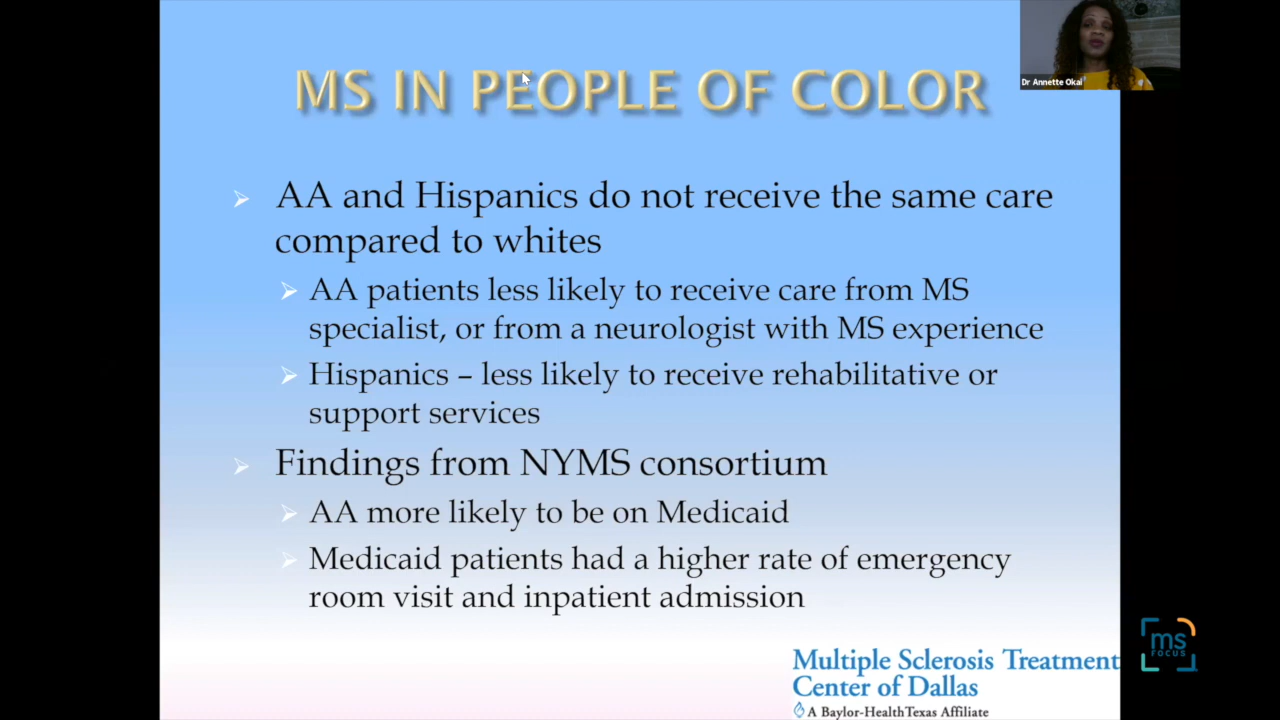 MS IN PEOPLE OF COLOR
Dr Annette Okai
AA and Hispanics do not receive the same care
compared to whites
AA patients less likely to receive care from MS
specialist, or from a neurologist with MS experience
Hispanics – less likely to receive rehabilitative or
support services
Findings from NYMS consortium
AA more likely to be on Medicaid
Medicaid patients had a higher rate of emergency
room visit and inpatient admission
ms
FOCUS
Multiple Sclerosis Treatment
Center of Dallas
A Baylor-HealthTexas Affiliate